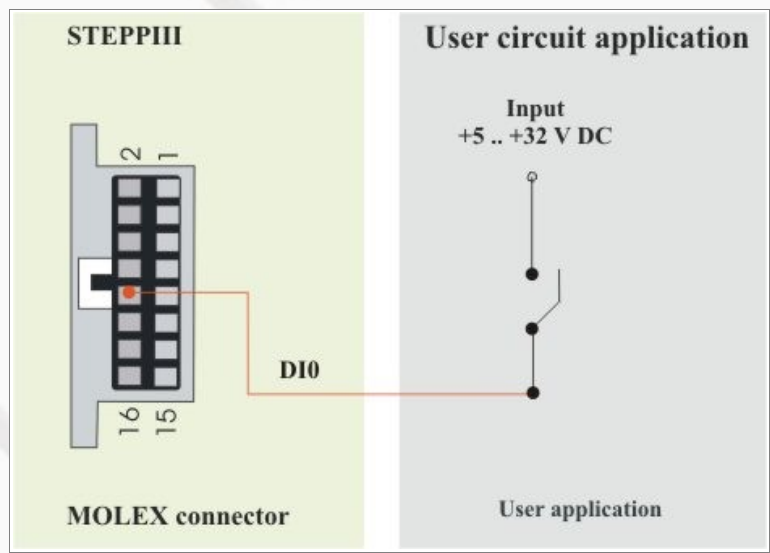 STEPPIII
User circuit application
Input
+5 .. +32 V DC
2 1
DI0
16 15
MOLEX connector
User application